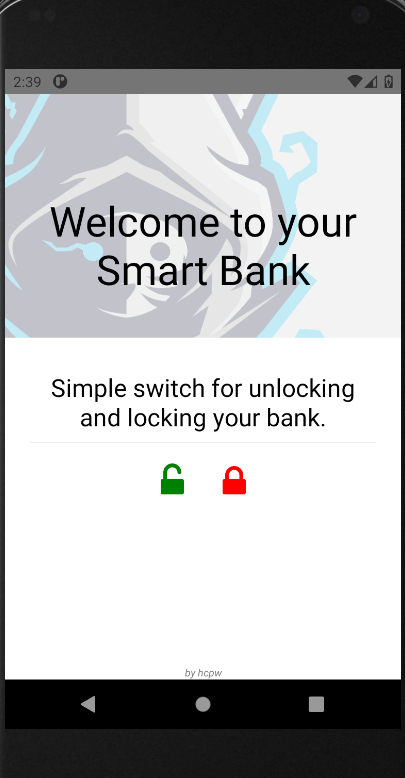 2:39
Welcome to your
Smart Bank
Simple switch for unlocking
and locking your bank.
by hcpw